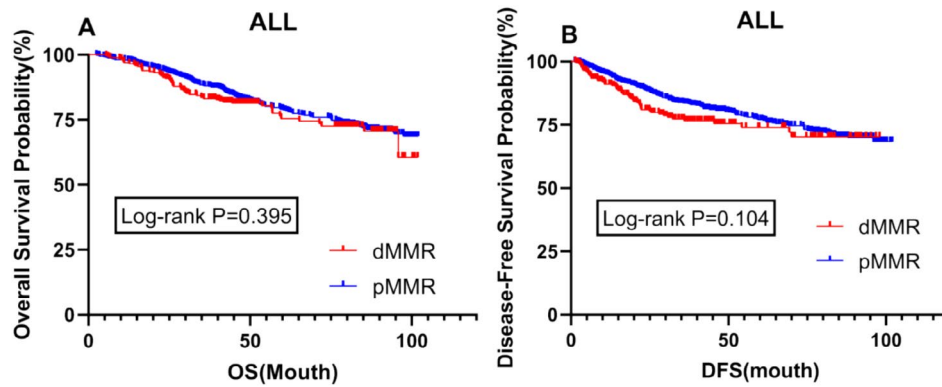 A
ALL
Overall Survival Probability(%)
100
75
50
25
0
Log-rank P=0.395
dMMR
pMMR
0
50
100
OS(Mouth)
B
ALL
Disease-Free Survival Probability(%)
100
75
50
25
0
Log-rank P=0.104
dMMR
pMMR
0
50
100
DFS(mouth)